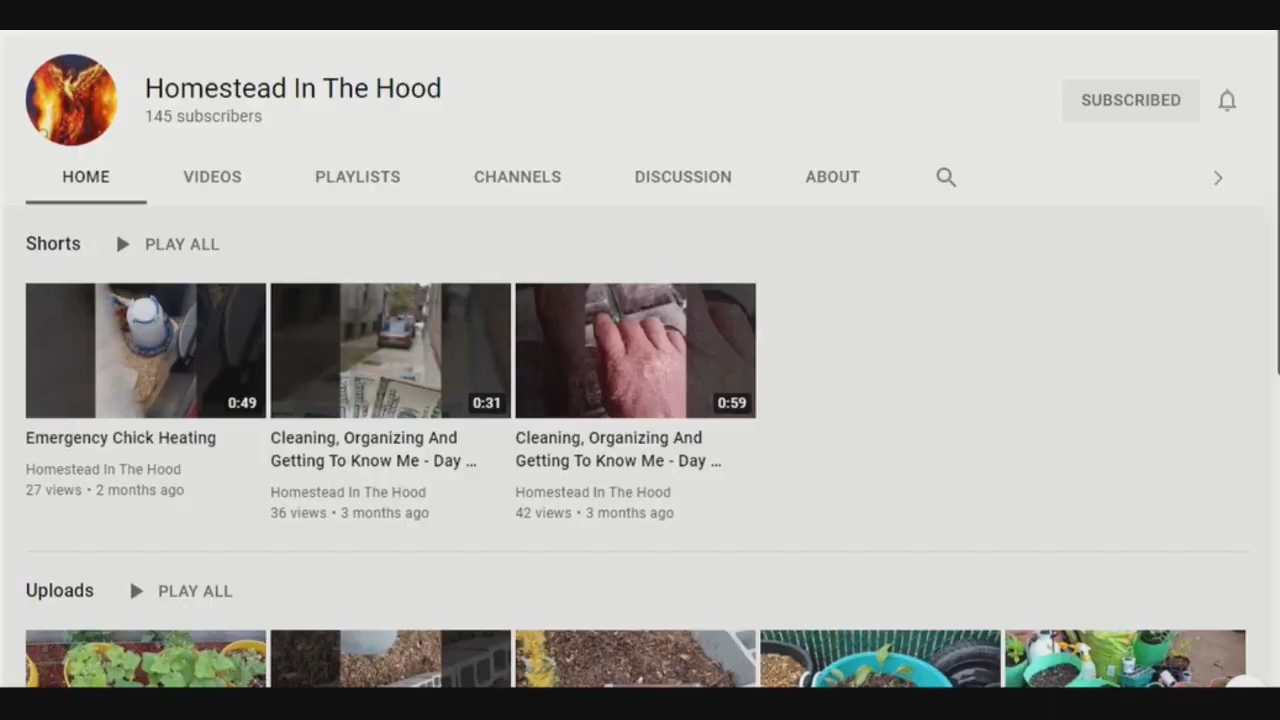 Homestead In The Hood
145 subscribers
SUBSCRIBED
HOME VIDEOS PLAYLISTS CHANNELS DISCUSSION ABOUT
Shorts PLAY ALL
0:49 0:31 0:59
Emergency Chick Heating
Homestead In The Hood
27 views • 2 months ago
Cleaning, Organizing And
Getting To Know Me - Day ...
Homestead In The Hood
36 views • 3 months ago
Cleaning, Organizing And
Getting To Know Me - Day ...
Homestead In The Hood
42 views • 3 months ago
Uploads PLAY ALL